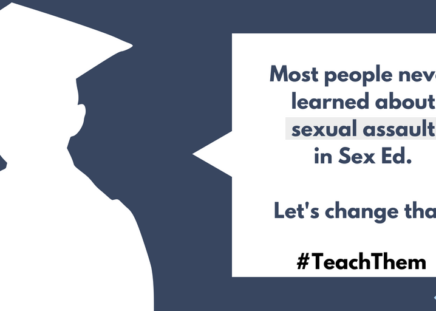 Most people neve
learned about
sexual assault
in Sex Ed.
Let's change tha
#TeachThem